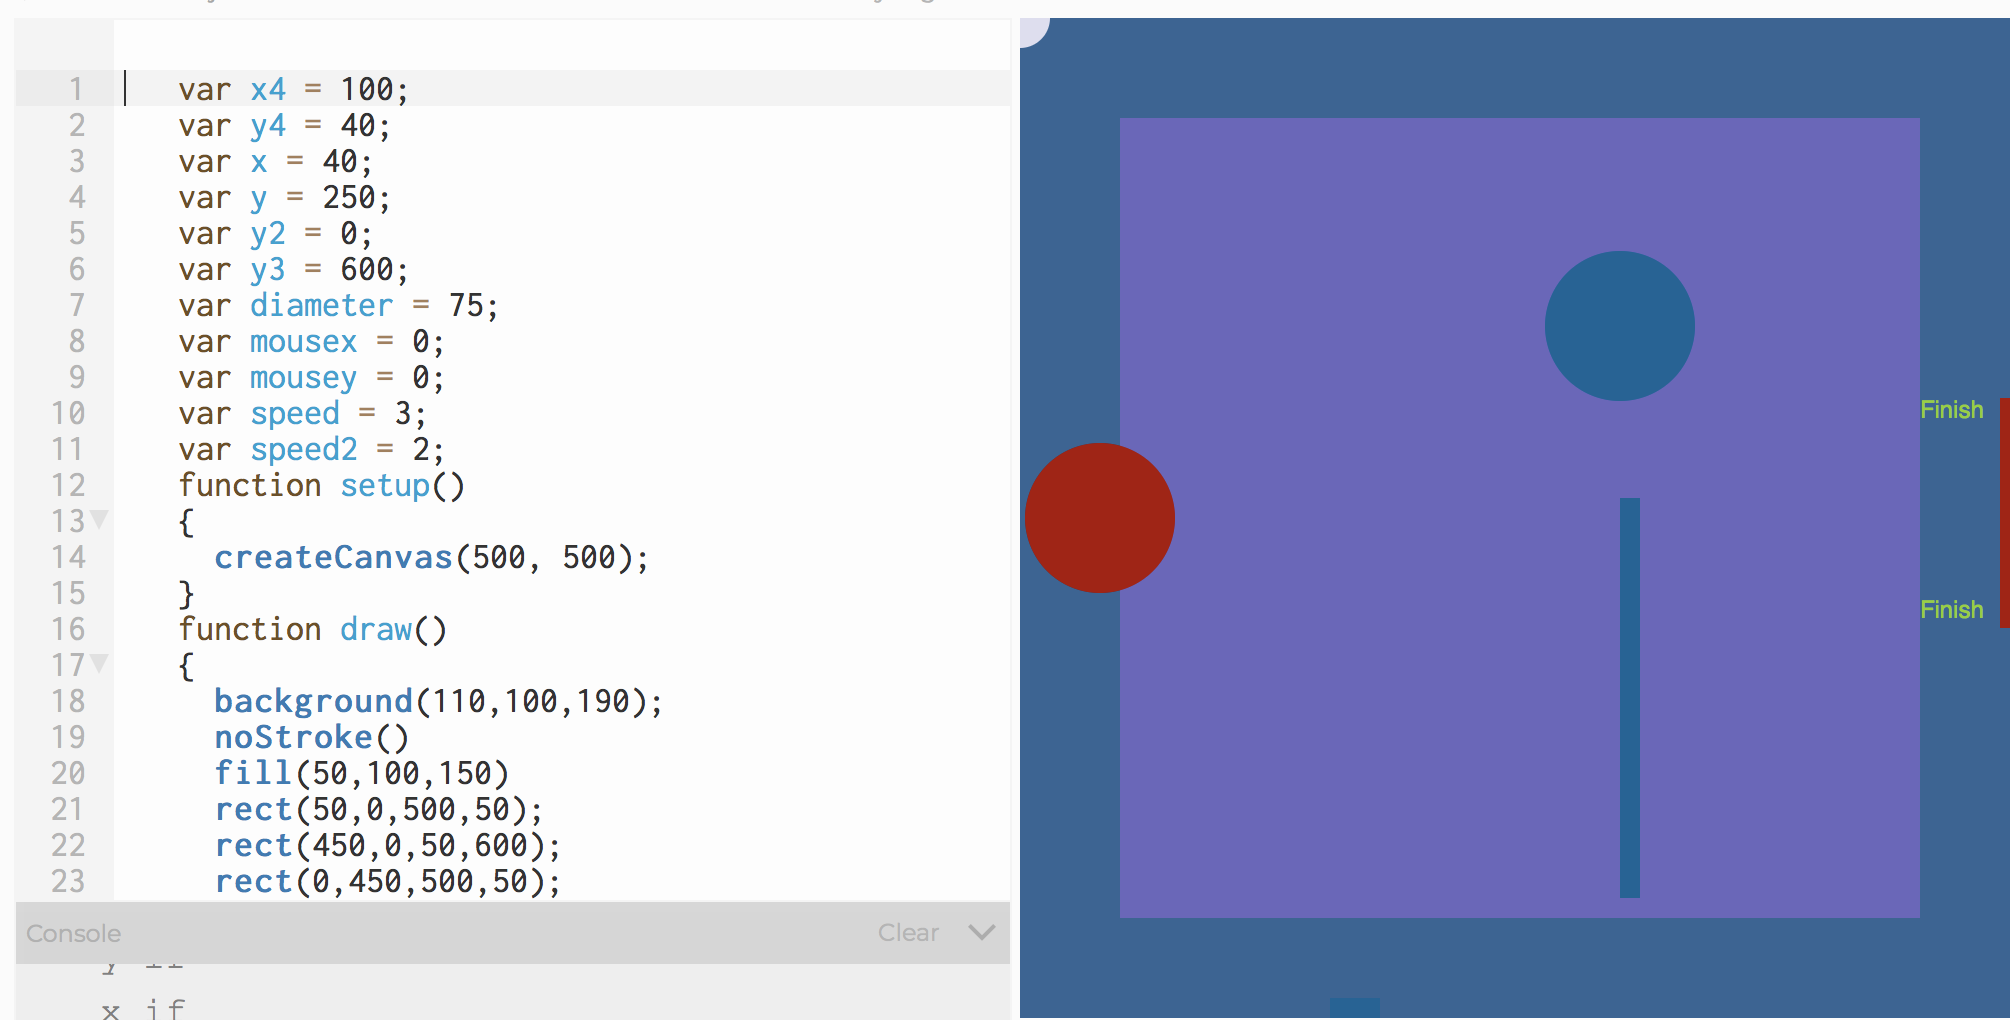 1 var x4 = 100;
2 var y4 = 40;
3 var x = 40;
4 var y = 250;
5 var y2 = 0;
6 var y3 = 600;
7 var diameter = 75;
8 var mousex = 0;
9 var mousey = 0;
10 var speed = 3;
11 var speed2 = 2;
12 function setup()
13 {
14 createCanvas(500, 500);
15 }
16 function draw()
17 {
18 background(110,100,190);
19 noStroke()
20 fill(50,100,150)
21 rect(50,0,500,50);
22 rect(450,0,50,600);
23 rect(0,450,500,50);
Console Clear
x if
Finish
Finish